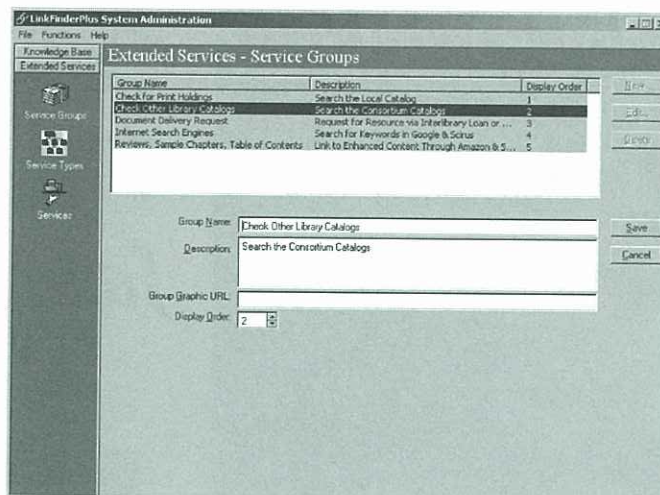 LinkFinderPlus System Administration
File Functions Help
Knowledge Base
Extended Services
Extended Services - Service Groups
Service Groups
Service Types
Services
Group Name Description Display Order
Check for Print Holdings Search the Local Catalog 1
Check Other Library Catalogs Search the Consortium Catalogs 2
Document Delivery Request Request for Resource via Interlibrary Loan or ... 3
Internet Search Engines Search for Keywords in Google & Scirus 4
Reviews, Sample Chapters, Table of Contents Link to Enhanced Content Through Amazon & S... 5
New...
Edit...
Delete
Group Name: Check Other Library Catalogs
Save
Description: Search the Consortium Catalogs
Cancel
Group Graphic URL:
Display Order: 2